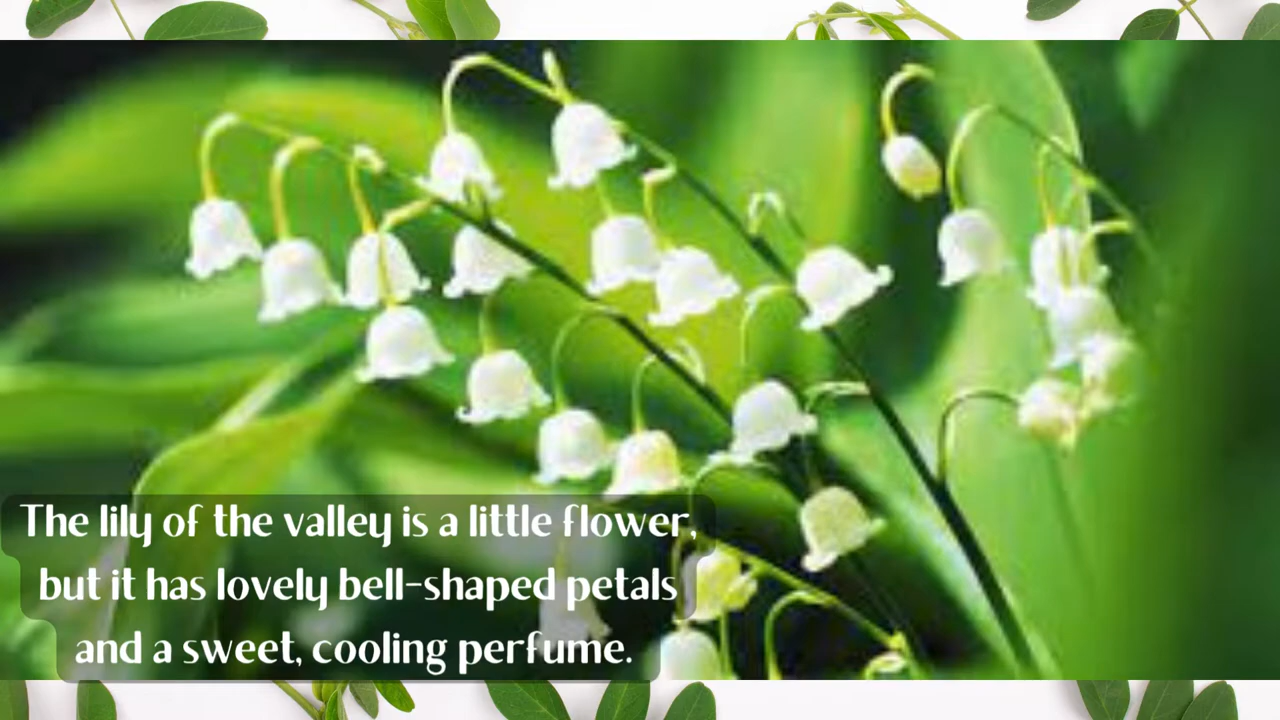 The lily of the valley is a little flower,
but it has lovely bell-shaped petals
and a sweet, cooling perfume.